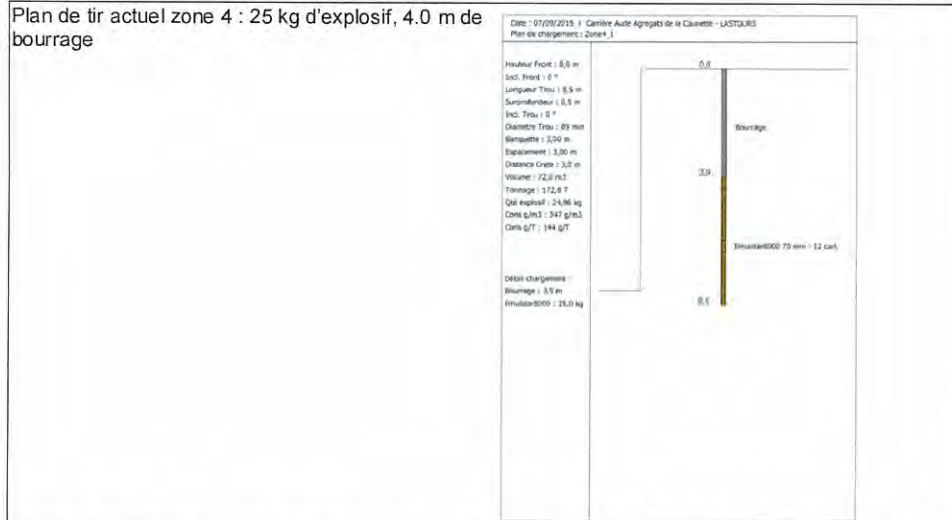 Plan de tir actuel zone 4 : 25 kg d'explosif, 4.0 m de
bourrage
Date : 07/09/2015 / Carrière Aude Agregats de la Caunette - LASTOURS
Plan de chargement : Zone4_1
Hauteur Front : 8,0 m
Incl. Front : 0 °
Longueur Trou : 8,5 m
Surprofondeur : 0,5 m
Incl. Trou : 0 °
Diamètre Trou : 89 mm
Banquette : 3,00 m
Espacement : 3,00 m
Distance Crete : 3,0 m
Volume : 72,0 m3
Tonnage : 172,8 T
Qté explosif : 24,96 kg
Cons g/m3 : 347 g/m3
Cons g/T : 144 g/T
Détail chargement :
Bourrage : 3,9 m
Emulstar8000 : 25,0 kg
0,0
Bourrage
3,9
Emulstar8000 70 mm - 12 cart.